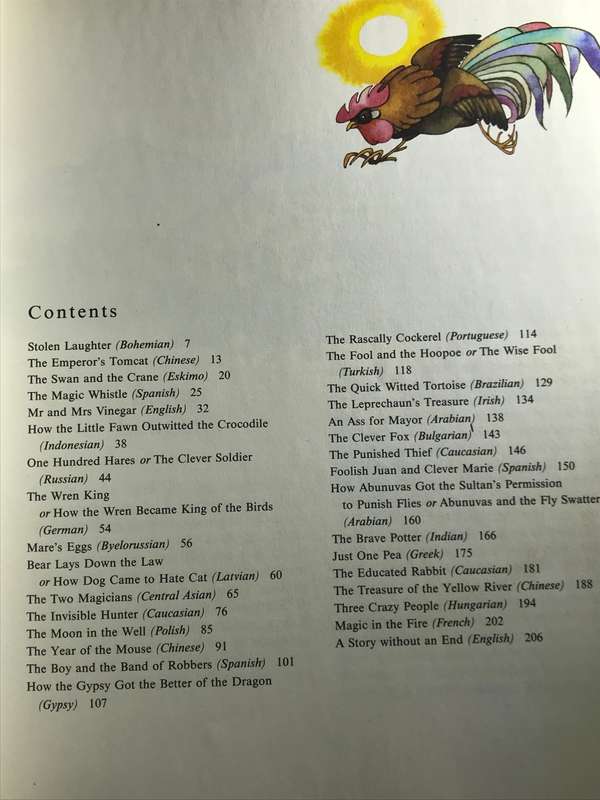 Contents
Stolen Laughter (Bohemian) 7
The Emperor's Tomcat (Chinese) 13
The Swan and the Crane (Eskimo) 20
The Magic Whistle (Spanish) 25
Mr and Mrs Vinegar (English) 32
How the Little Fawn Outwitted the Crocodile
(Indonesian) 38
One Hundred Hares or The Clever Soldier
(Russian) 44
The Wren King
or How the Wren Became King of the Birds
(German) 54
Mare's Eggs (Byelorussian) 56
Bear Lays Down the Law
or How Dog Came to Hate Cat (Latvian) 60
The Two Magicians (Central Asian) 65
The Invisible Hunter (Caucasian) 76
The Moon in the Well (Polish) 85
The Year of the Mouse (Chinese) 91
The Boy and the Band of Robbers (Spanish) 101
How the Gypsy Got the Better of the Dragon
(Gypsy) 107
The Rascally Cockerel (Portuguese) 114
The Fool and the Hoopoe or The Wise Fool
(Turkish) 118
The Quick Witted Tortoise (Brazilian) 129
The Leprechaun's Treasure (Irish) 134
An Ass for Mayor (Arabian) 138
The Clever Fox (Bulgarian) 143
The Punished Thief (Caucasian) 146
Foolish Juan and Clever Marie (Spanish) 150
How Abunuvas Got the Sultan's Permission
to Punish Flies or Abunuvas and the Fly Swatter
(Arabian) 160
The Brave Potter (Indian) 166
Just One Pea (Greek) 175
The Educated Rabbit (Caucasian) 181
The Treasure of the Yellow River (Chinese) 188
Three Crazy People (Hungarian) 194
Magic in the Fire (French) 202
A Story without an End (English) 206